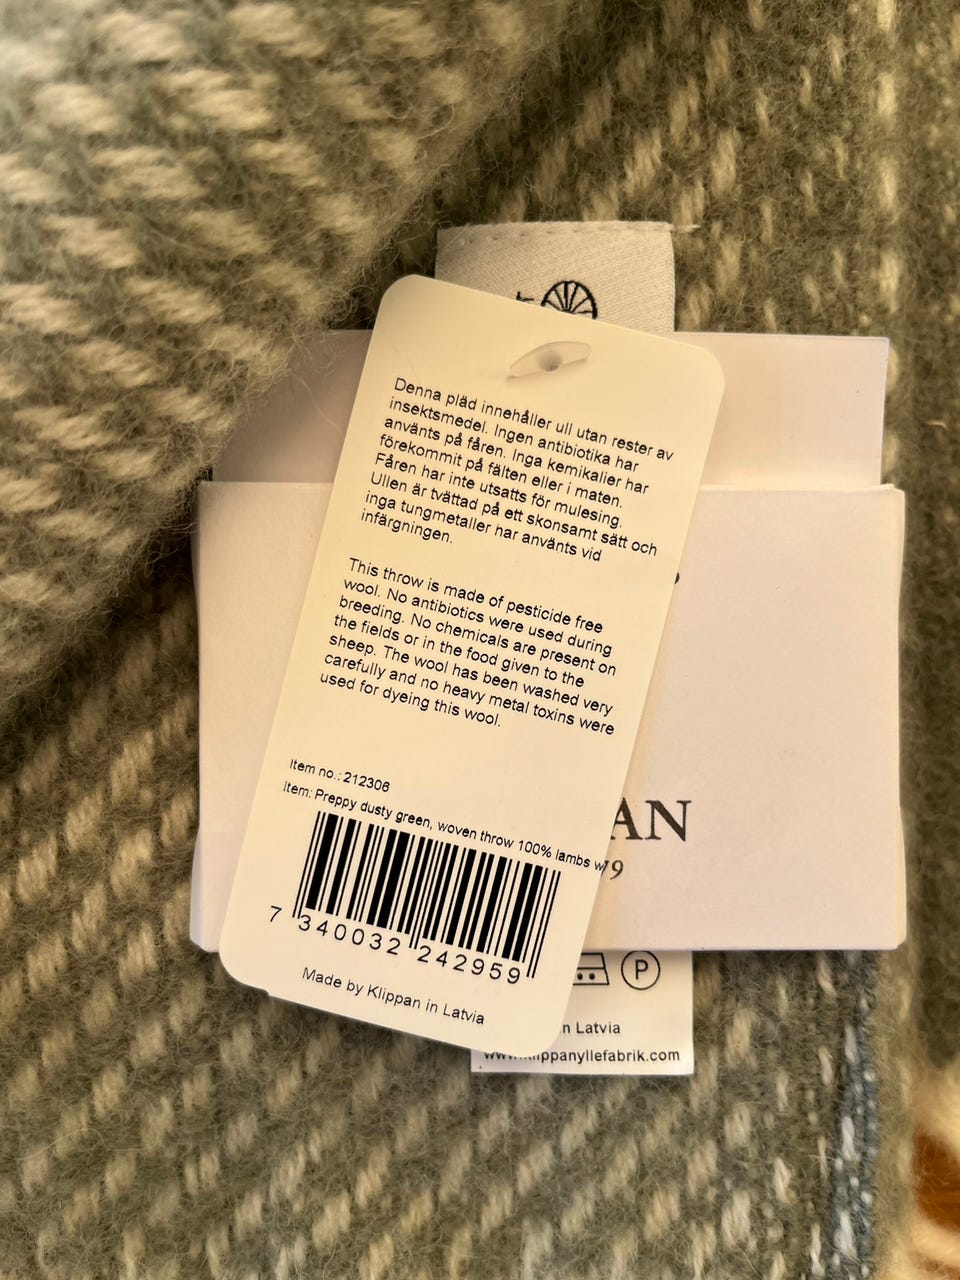 Denna pläd innehåller ull utan rester av
insektsmedel. Ingen antibiotika har
använts på fåren. Inga kemikalier har
förekommit på fälten eller i maten.
Fåren har inte utsatts för mulesing.
Ullen är tvättad på ett skonsamt sätt och
inga tungmetaller har använts vid
infärgningen.
This throw is made of pesticide free
wool. No antibiotics were used during
breeding. No chemicals are present on
the fields or in the food given to the
sheep. The wool has been washed very
carefully and no heavy metal toxins were
used for dyeing this wool.
Item no.: 212306
Item: Preppy dusty green, woven throw 100% lambs w
7 340032 242959
Made by Klippan in Latvia
AN
79
P
n Latvia
www.klippanyllefabrik.com